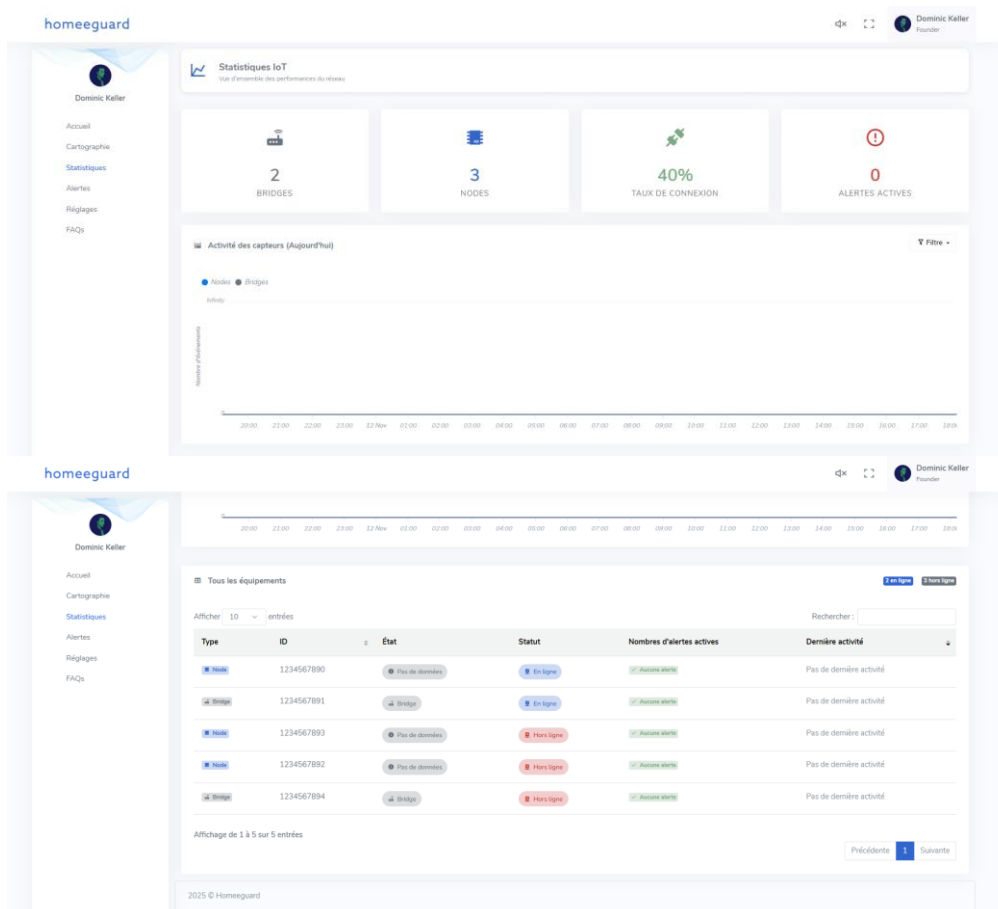 homeeguard
Dominic Keller
Founder
Dominic Keller
Accueil
Cartographie
Statistiques
Alertes
Réglages
FAQs
Statistiques IoT
Vue d'ensemble des performances du réseau
2
BRIDGES
3
NODES
40%
TAUX DE CONNEXION
0
ALERTES ACTIVES
Activité des capteurs (Aujourd'hui)
Filtre
Nodes Bridges
Infinity
Nombre d'événements
0
20:00 21:00 22:00 23:00 12 Nov 01:00 02:00 03:00 04:00 05:00 06:00 07:00 08:00 09:00 10:00 11:00 12:00 13:00 14:00 15:00 16:00 17:00 18:0
homeeguard
Dominic Keller
Founder
Dominic Keller
Accueil
Cartographie
Statistiques
Alertes
Réglages
FAQs
0
20:00 21:00 22:00 23:00 12 Nov 01:00 02:00 03:00 04:00 05:00 06:00 07:00 08:00 09:00 10:00 11:00 12:00 13:00 14:00 15:00 16:00 17:00 18:0
Tous les équipements
2 en ligne 3 hors ligne
Afficher 10 entrées
Rechercher :
Type ID État Statut Nombres d'alertes actives Dernière activité
Node 1234567890 Pas de données En ligne Aucune alerte Pas de dernière activité
Bridge 1234567891 Bridge En ligne Aucune alerte Pas de dernière activité
Node 1234567893 Pas de données Hors ligne Aucune alerte Pas de dernière activité
Node 1234567892 Pas de données Hors ligne Aucune alerte Pas de dernière activité
Bridge 1234567894 Bridge Hors ligne Aucune alerte Pas de dernière activité
Affichage de 1 à 5 sur 5 entrées
Précédente 1 Suivante
2025 © Homeeguard